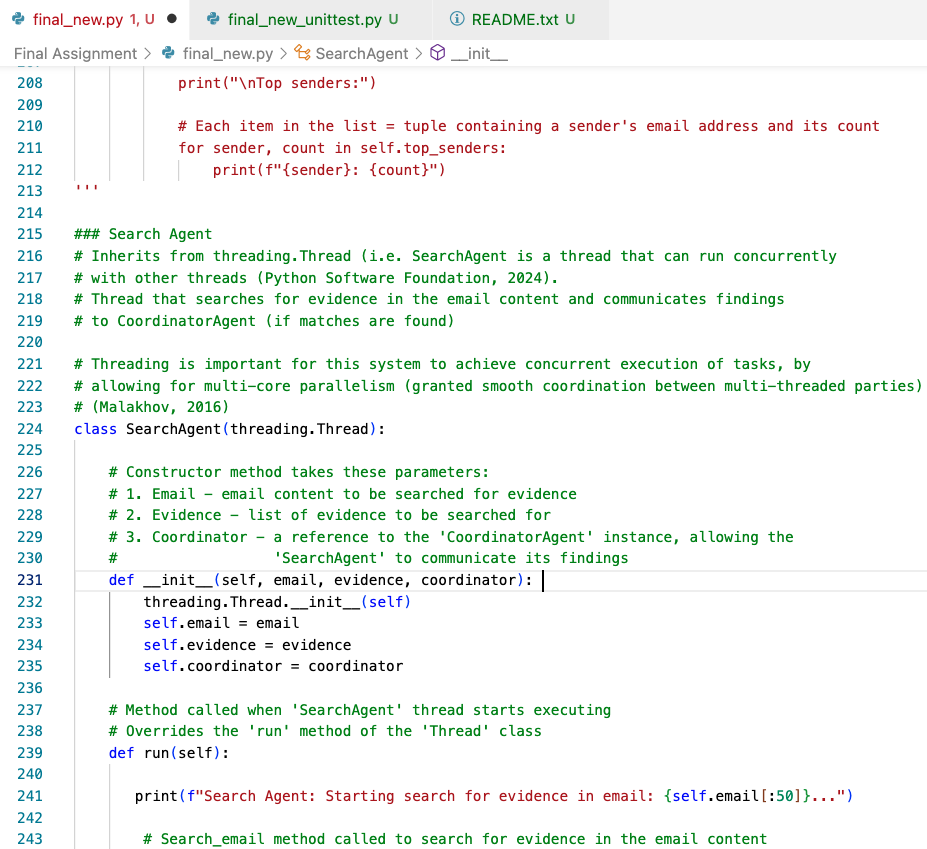 final_new.py 1, U ● final_new_unittest.py U README.txt U
Final Assignment > final_new.py > SearchAgent > __init__
208 print("\nTop senders:")
209
210 # Each item in the list = tuple containing a sender's email address and its count
211 for sender, count in self.top_senders:
212 print(f"{sender}: {count}")
213 '''
214
215 ### Search Agent
216 # Inherits from threading.Thread (i.e. SearchAgent is a thread that can run concurrently
217 # with other threads (Python Software Foundation, 2024).
218 # Thread that searches for evidence in the email content and communicates findings
219 # to CoordinatorAgent (if matches are found)
220
221 # Threading is important for this system to achieve concurrent execution of tasks, by
222 # allowing for multi-core parallelism (granted smooth coordination between multi-threaded parties)
223 # (Malakhov, 2016)
224 class SearchAgent(threading.Thread):
225
226 # Constructor method takes these parameters:
227 # 1. Email – email content to be searched for evidence
228 # 2. Evidence – list of evidence to be searched for
229 # 3. Coordinator – a reference to the 'CoordinatorAgent' instance, allowing the
230 # 'SearchAgent' to communicate its findings
231 def __init__(self, email, evidence, coordinator):
232 threading.Thread.__init__(self)
233 self.email = email
234 self.evidence = evidence
235 self.coordinator = coordinator
236
237 # Method called when 'SearchAgent' thread starts executing
238 # Overrides the 'run' method of the 'Thread' class
239 def run(self):
240
241 print(f"Search Agent: Starting search for evidence in email: {self.email[:50]}...")
242
243 # Search_email method called to search for evidence in the email content